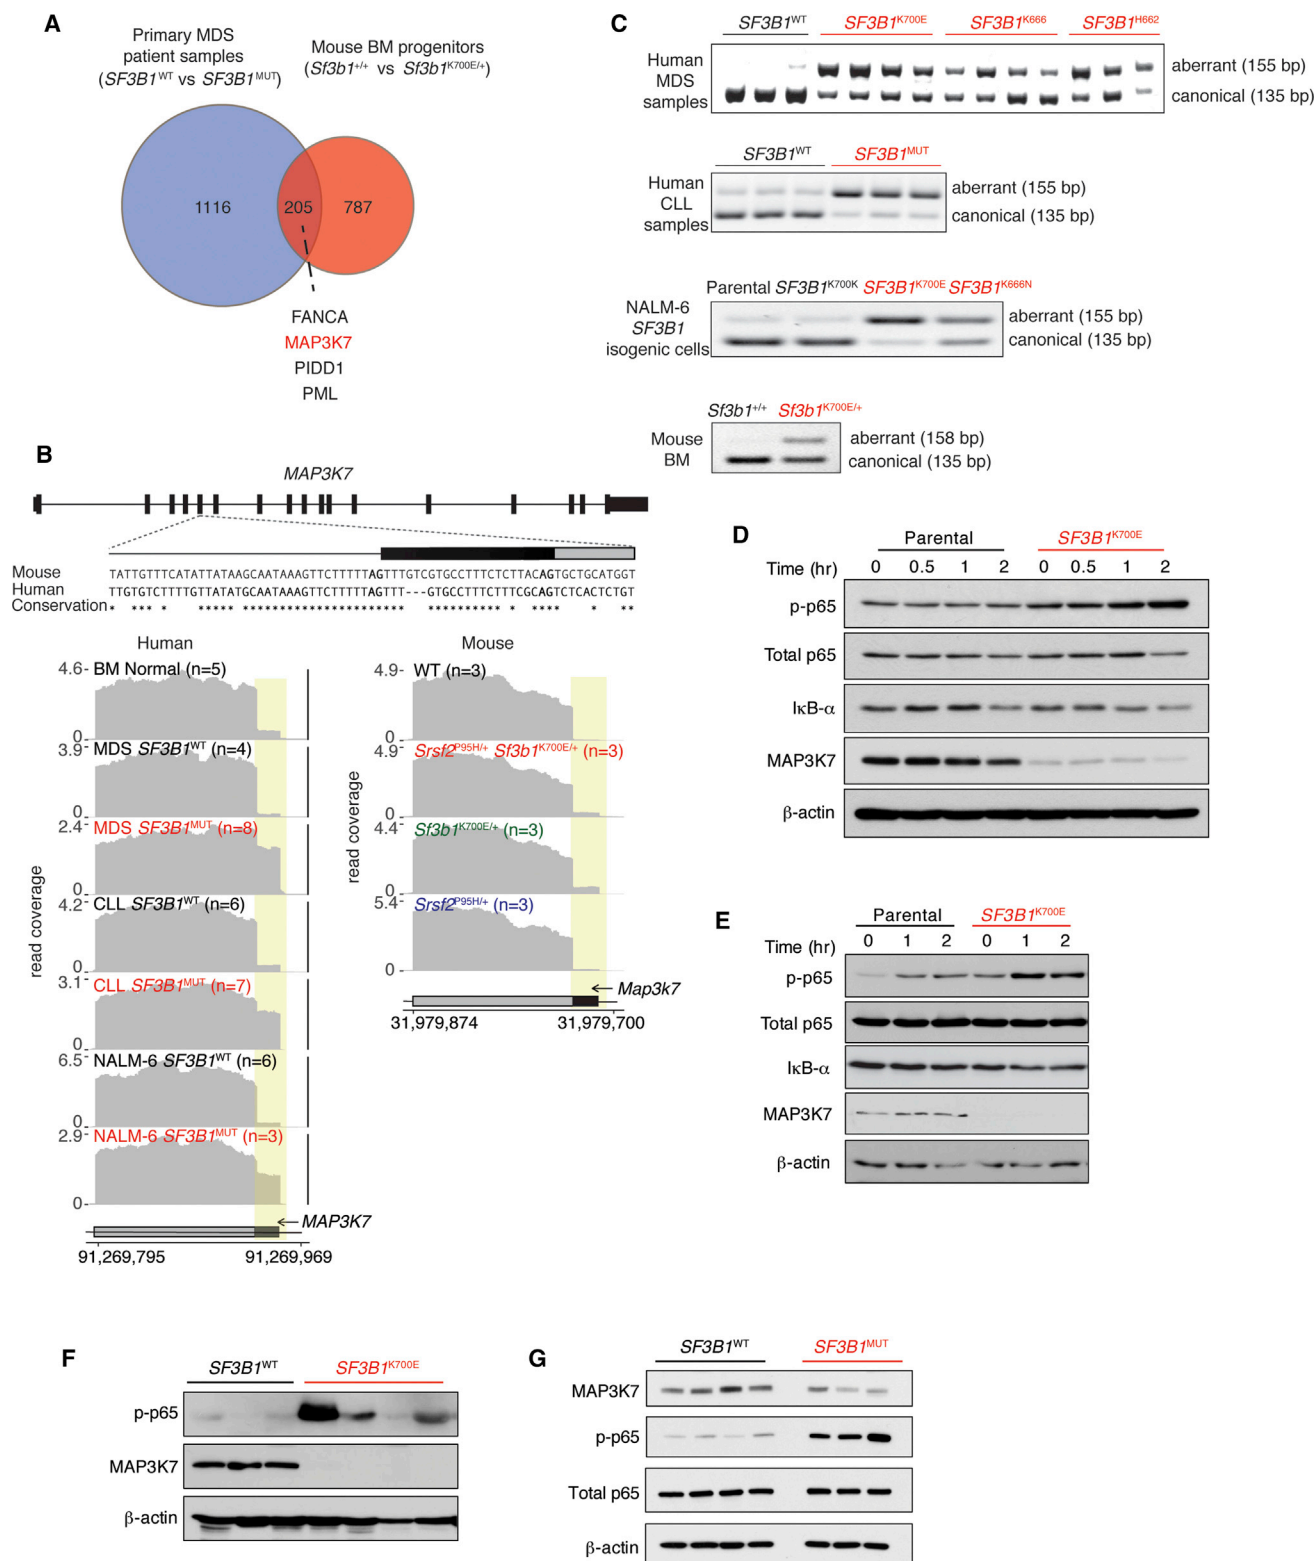 A
Primary MDS
patient samples
(SF3B1WT vs SF3B1MUT)
Mouse BM progenitors
(Sf3b1+/+ vs Sf3b1K700E/+)
1116
205
787
FANCA
MAP3K7
PIDD1
PML
B
MAP3K7
Mouse TATTGTTTCATATTATAAGCAATAAAGTTCTTTTTAGTTTGTCGTGCCTTTCTCTTACAGTGCTGCATGGT
Human TTGTGTCTTTTGTTATATGCAATAAAGTTCTTTTTAGTTT---GTGCCTTTCTTTCGCAGTCTCACTCTGT
Conservation
Human
read coverage
4.6- BM Normal (n=5)
0-
3.9- MDS SF3B1WT (n=4)
0-
2.4- MDS SF3B1MUT (n=8)
0-
4.2- CLL SF3B1WT (n=6)
0-
3.1- CLL SF3B1MUT (n=7)
0-
6.5- NALM-6 SF3B1WT (n=6)
0-
2.9- NALM-6 SF3B1MUT (n=3)
0-
← MAP3K7
91,269,795 91,269,969
Mouse
read coverage
4.9- WT (n=3)
0-
4.9- Srsf2P95H/+ Sf3b1K700E/+ (n=3)
0-
4.4- Sf3b1K700E/+ (n=3)
0-
5.4- Srsf2P95H/+ (n=3)
0-
← Map3k7
31,979,874 31,979,700
C
SF3B1WT SF3B1K700E SF3B1K666 SF3B1H662
Human
MDS
samples
aberrant (155 bp)
canonical (135 bp)
SF3B1WT SF3B1MUT
Human
CLL
samples
aberrant (155 bp)
canonical (135 bp)
Parental SF3B1K700K SF3B1K700E SF3B1K666N
NALM-6
SF3B1
isogenic cells
aberrant (155 bp)
canonical (135 bp)
Sf3b1+/+ Sf3b1K700E/+
Mouse
BM
aberrant (158 bp)
canonical (135 bp)
D
Parental SF3B1K700E
Time (hr) 0 0.5 1 2 0 0.5 1 2
p-p65
Total p65
IκB-α
MAP3K7
β-actin
E
Parental SF3B1K700E
Time (hr) 0 1 2 0 1 2
p-p65
Total p65
IκB-α
MAP3K7
β-actin
F
SF3B1WT SF3B1K700E
p-p65
MAP3K7
β-actin
G
SF3B1WT SF3B1MUT
MAP3K7
p-p65
Total p65
β-actin